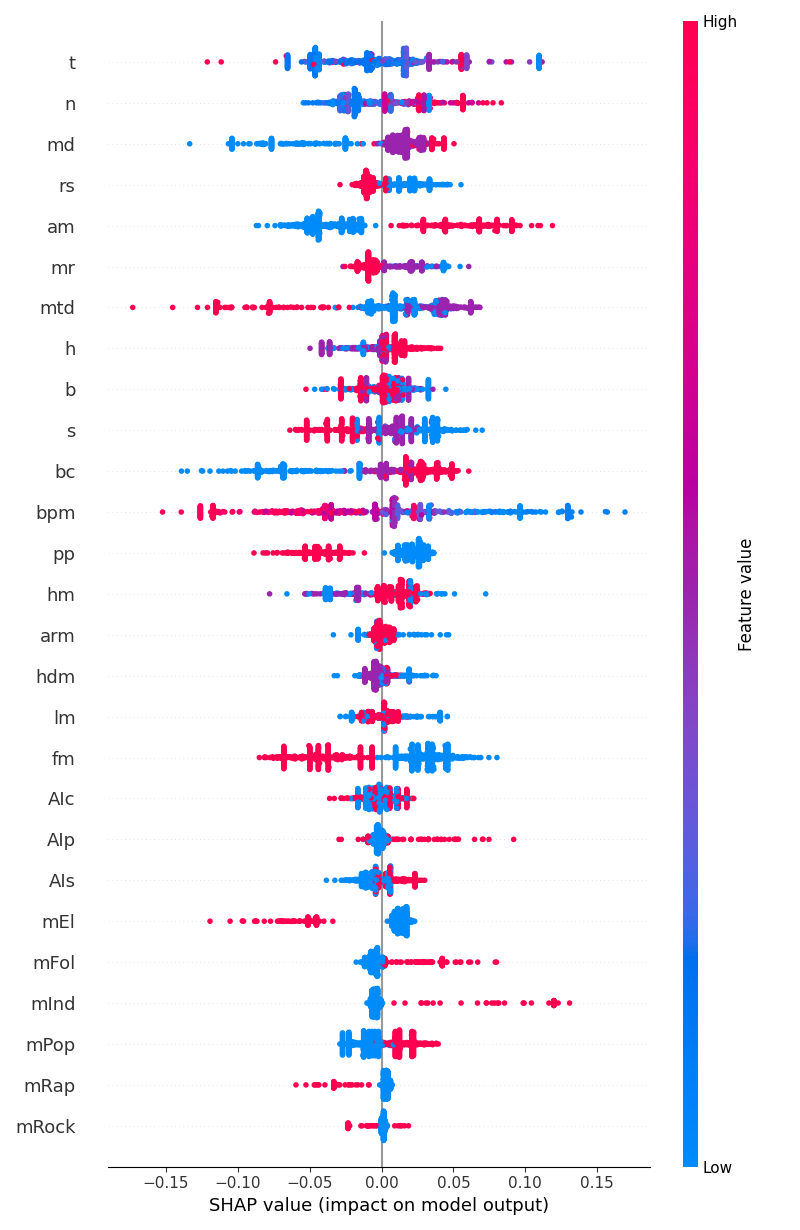 High
t
n
md
rs
am
mr
mtd
h
b
s
bc
bpm
pp
hm
arm
hdm
lm
fm
AIc
AIp
AIs
mEl
mFol
mInd
mPop
mRap
mRock
Feature value
Low
−0.15 −0.10 −0.05 0.00 0.05 0.10 0.15
SHAP value (impact on model output)